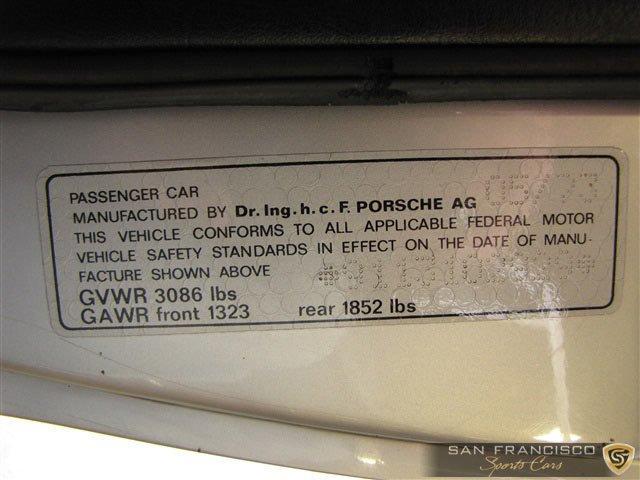 PASSENGER CAR
MANUFACTURED BY Dr. Ing. h. c. F. PORSCHE AG
THIS VEHICLE CONFORMS TO ALL APPLICABLE FEDERAL MOTOR
VEHICLE SAFETY STANDARDS IN EFFECT ON THE DATE OF MANU-
FACTURE SHOWN ABOVE
GVWR 3086 lbs
GAWR front 1323 rear 1852 lbs
SAN FRANCISCO
Sports Cars